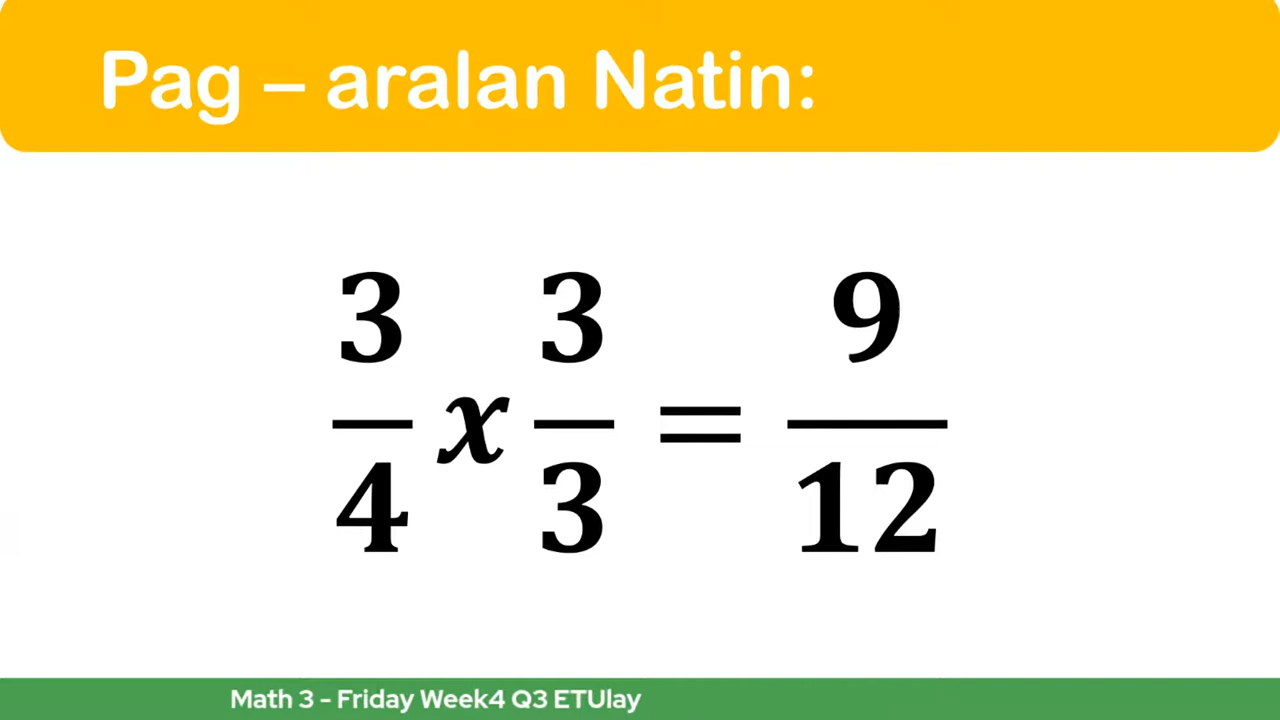 Pag – aralan Natin:
3/4 x 3/3 = 9/12
Math 3 - Friday Week4 Q3 ETUlay